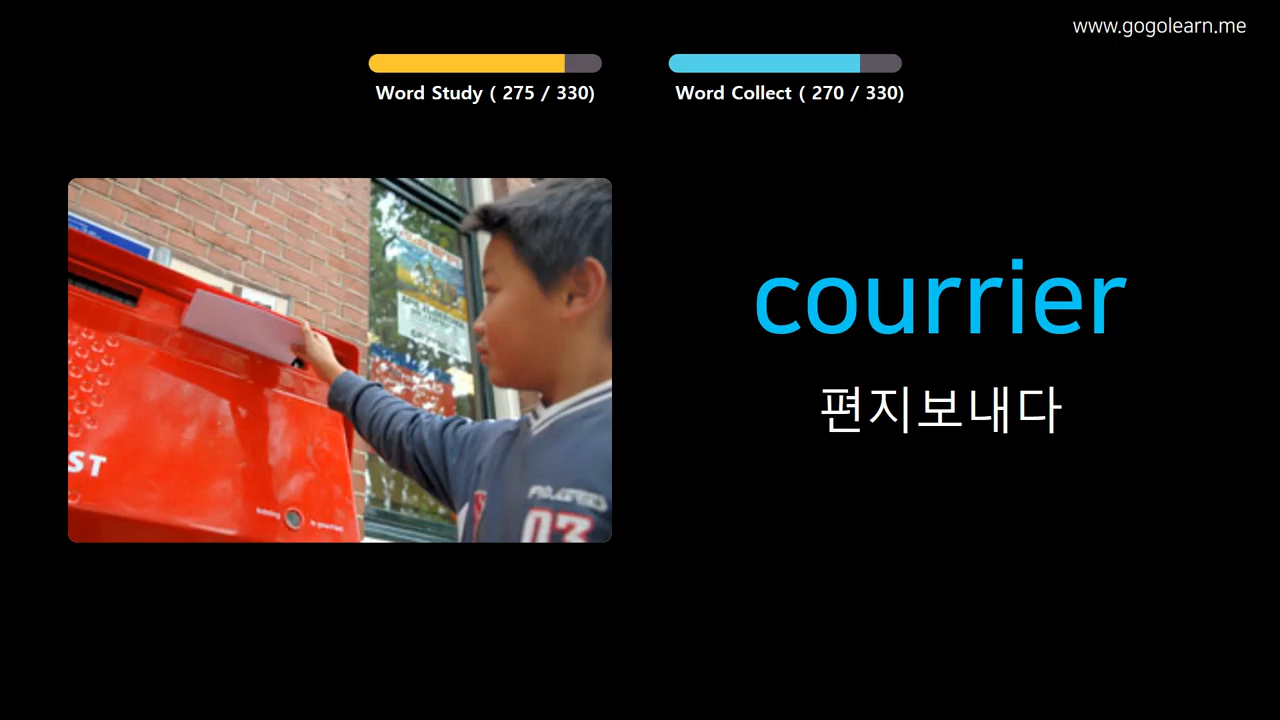 www.gogolearn.me
Word Study ( 275 / 330)
Word Collect ( 270 / 330)
courrier
편지보내다
ST
03